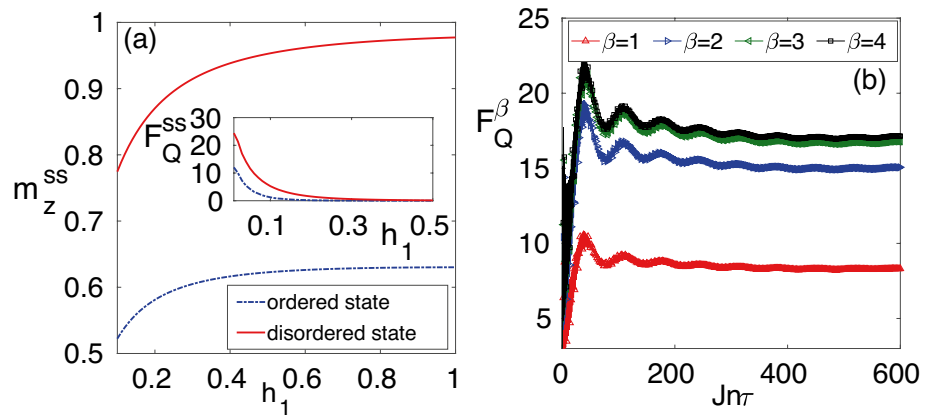 (a)
m_z^ss
1
0.9
0.8
0.7
0.6
0.5
0.2
0.4
0.6
0.8
1
h_1
F_Q^ss
30
20
10
0
0.1
0.3
0.5
h_1
ordered state
disordered state
(b)
β=1
β=2
β=3
β=4
F_Q^β
25
20
15
10
5
0
200
400
600
Jnτ